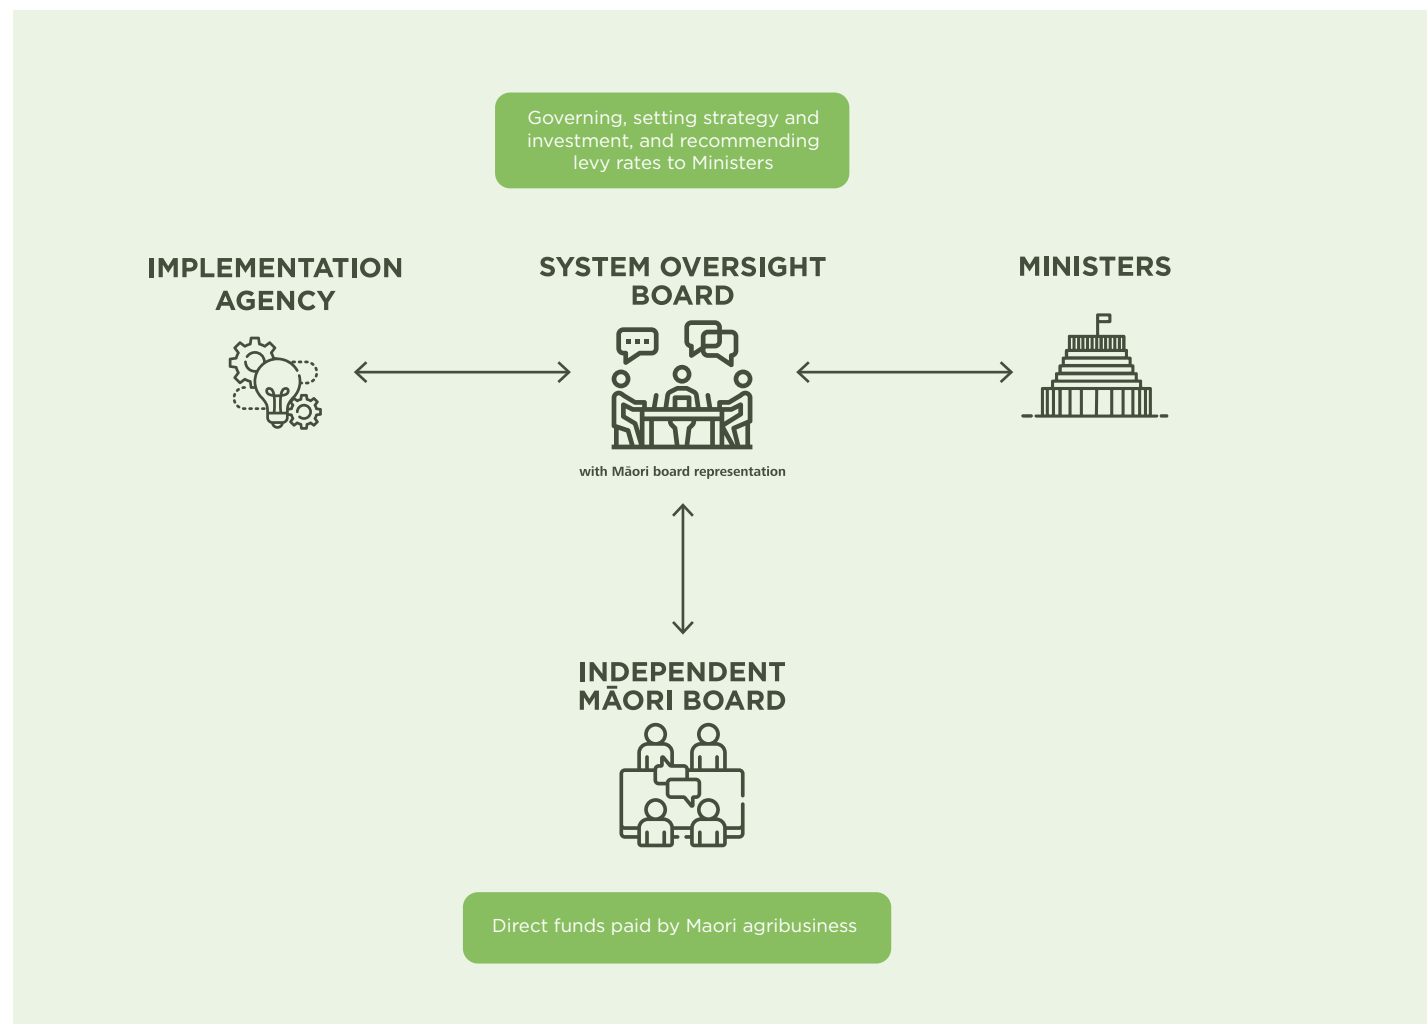 Governing, setting strategy and
investment, and recommending
levy rates to Ministers
IMPLEMENTATION
AGENCY
SYSTEM OVERSIGHT
BOARD
with Māori board representation
MINISTERS
INDEPENDENT
MĀORI BOARD
Direct funds paid by Maori agribusiness